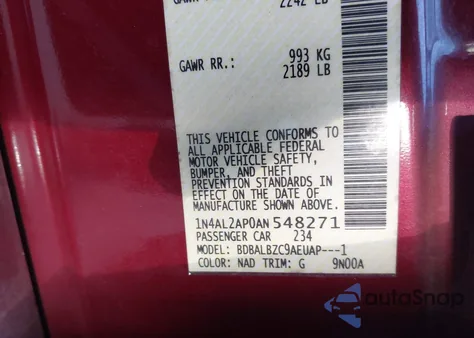 GAWR
2242 LB
GAWR RR.: 993 KG
2189 LB
THIS VEHICLE CONFORMS TO
ALL APPLICABLE FEDERAL
MOTOR VEHICLE SAFETY,
BUMPER, AND THEFT
PREVENTION STANDARDS IN
EFFECT ON THE DATE OF
MANUFACTURE SHOWN ABOVE.
1N4AL2AP0AN548271
PASSENGER CAR 234
MODEL: BDBALBZC9AEUAP---1
COLOR: NAD TRIM: G 9N00A
autoSnap